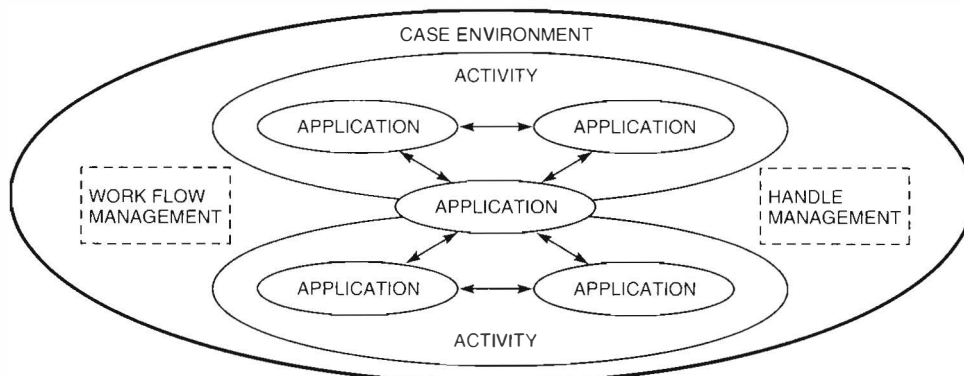 CASE ENVIRONMENT
ACTIVITY
APPLICATION
APPLICATION
WORK FLOW
MANAGEMENT
APPLICATION
HANDLE
MANAGEMENT
APPLICATION
APPLICATION
ACTIVITY